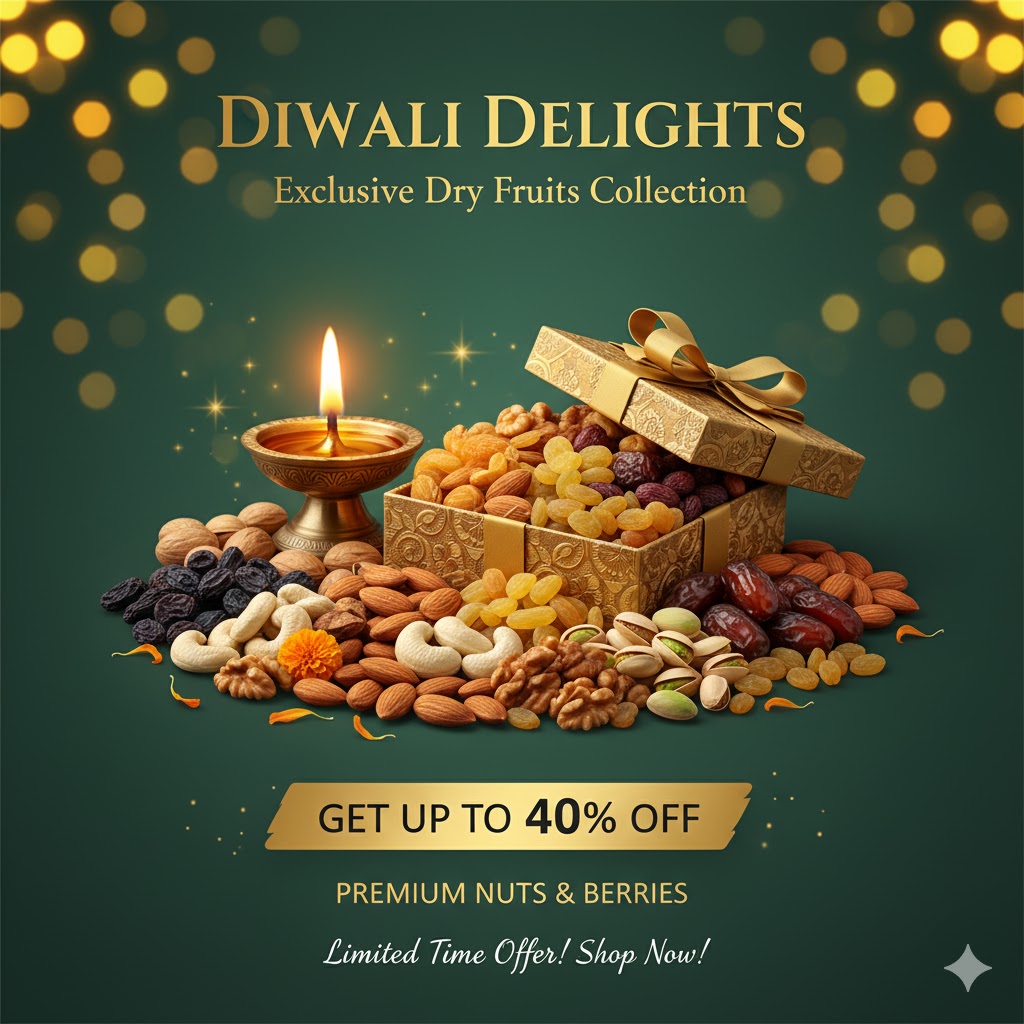 DIWALI DELIGHTS
Exclusive Dry Fruits Collection
GET UP TO 40% OFF
PREMIUM NUTS & BERRIES
Limited Time Offer! Shop Now!